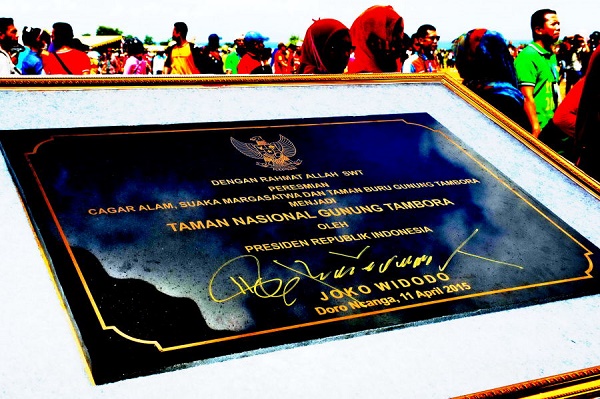 DENGAN RAHMAT ALLAH SWT
PERESMIAN
CAGAR ALAM, SUAKA MARGASATWA DAN TAMAN BURU GUNUNG TAMBORA
MENJADI
TAMAN NASIONAL GUNUNG TAMBORA
OLEH
PRESIDEN REPUBLIK INDONESIA
JOKO WIDODO
Doro Ncanga, 11 April 2015